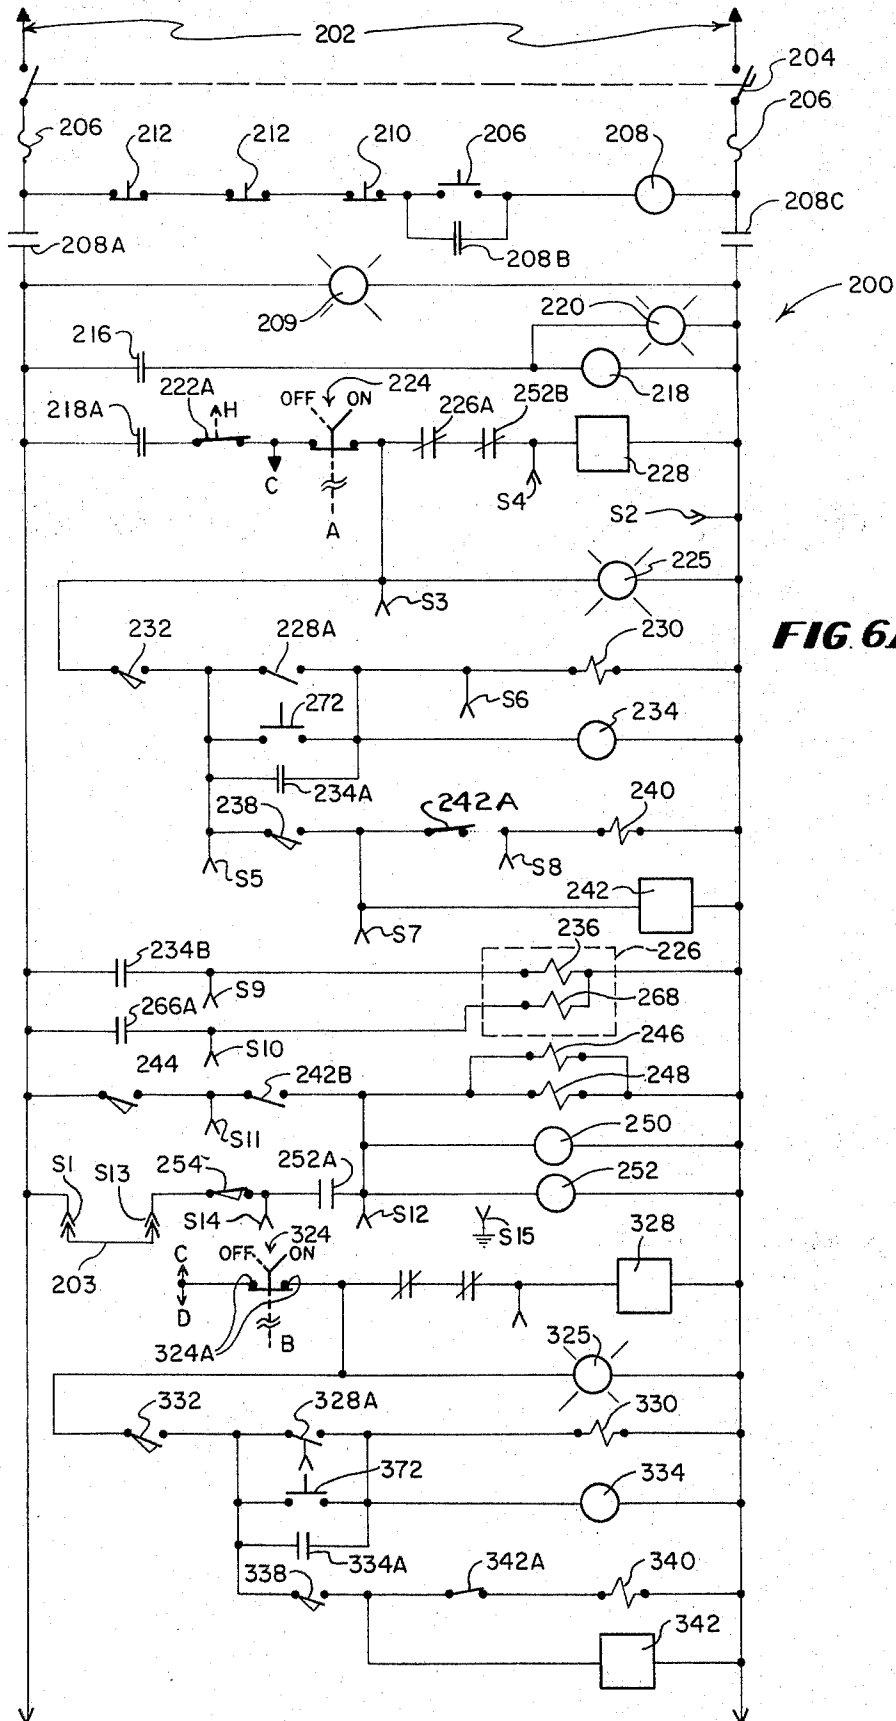 202
204
206
206
212
212
210
206
208
208A
208B
208C
209
220
200
216
218
218A
222A
H
OFF
ON
224
226A
252B
C
A
S4
228
S2
225
S3
FIG. 6A
232
228A
230
S6
272
234
234A
238
242A
240
S5
S8
242
S7
234B
236
226
S9
266A
268
S10
246
244
242B
248
S11
250
S1
S13
254
252A
252
S14
S12
S15
203
324
OFF
ON
328
C
D
324A
B
325
332
328A
330
372
334
334A
338
342A
340
342